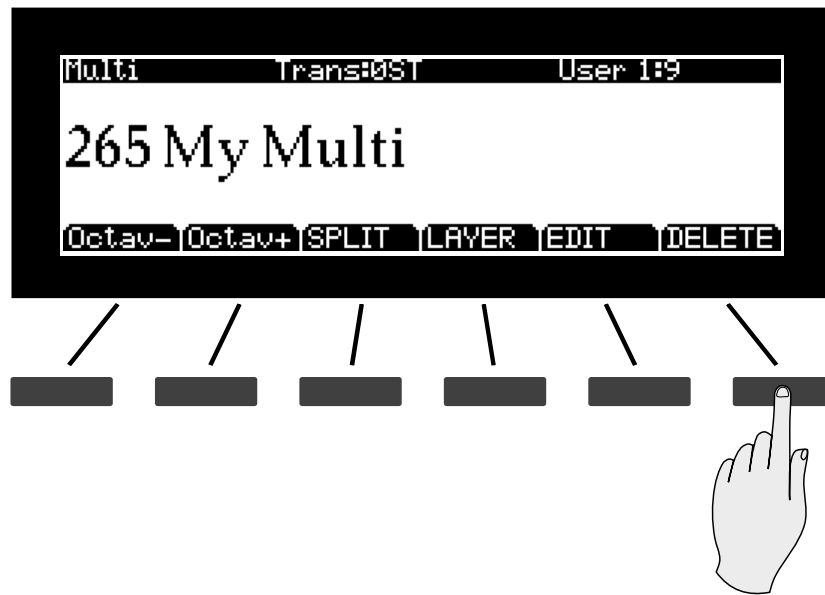 Multi Trans:0ST User 1:9
265 My Multi
Octav- Octav+ SPLIT LAYER EDIT DELETE